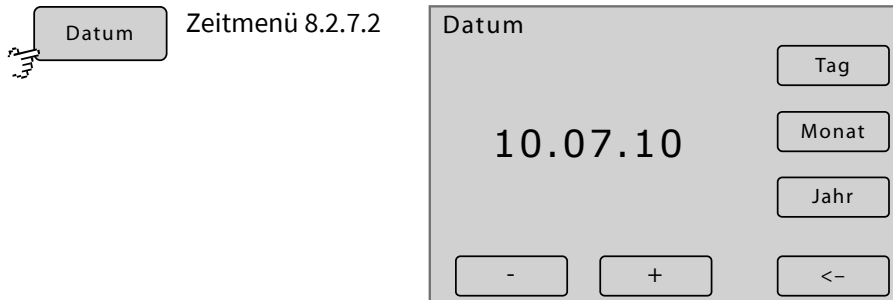 Datum
Zeitmenü 8.2.7.2
Datum
Tag
10.07.10
Monat
Jahr
- + <–